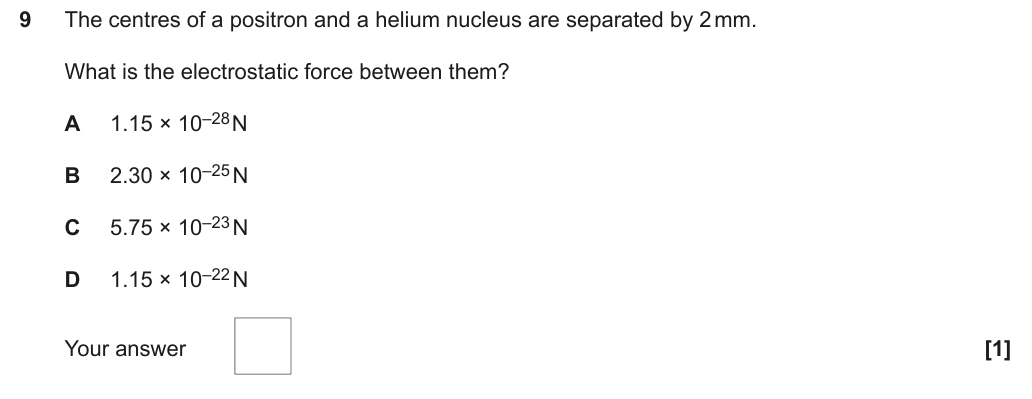 9 The centres of a positron and a helium nucleus are separated by 2 mm.
What is the electrostatic force between them?
A 1.15 × 10⁻²⁸ N
B 2.30 × 10⁻²⁵ N
C 5.75 × 10⁻²³ N
D 1.15 × 10⁻²² N
Your answer [1]